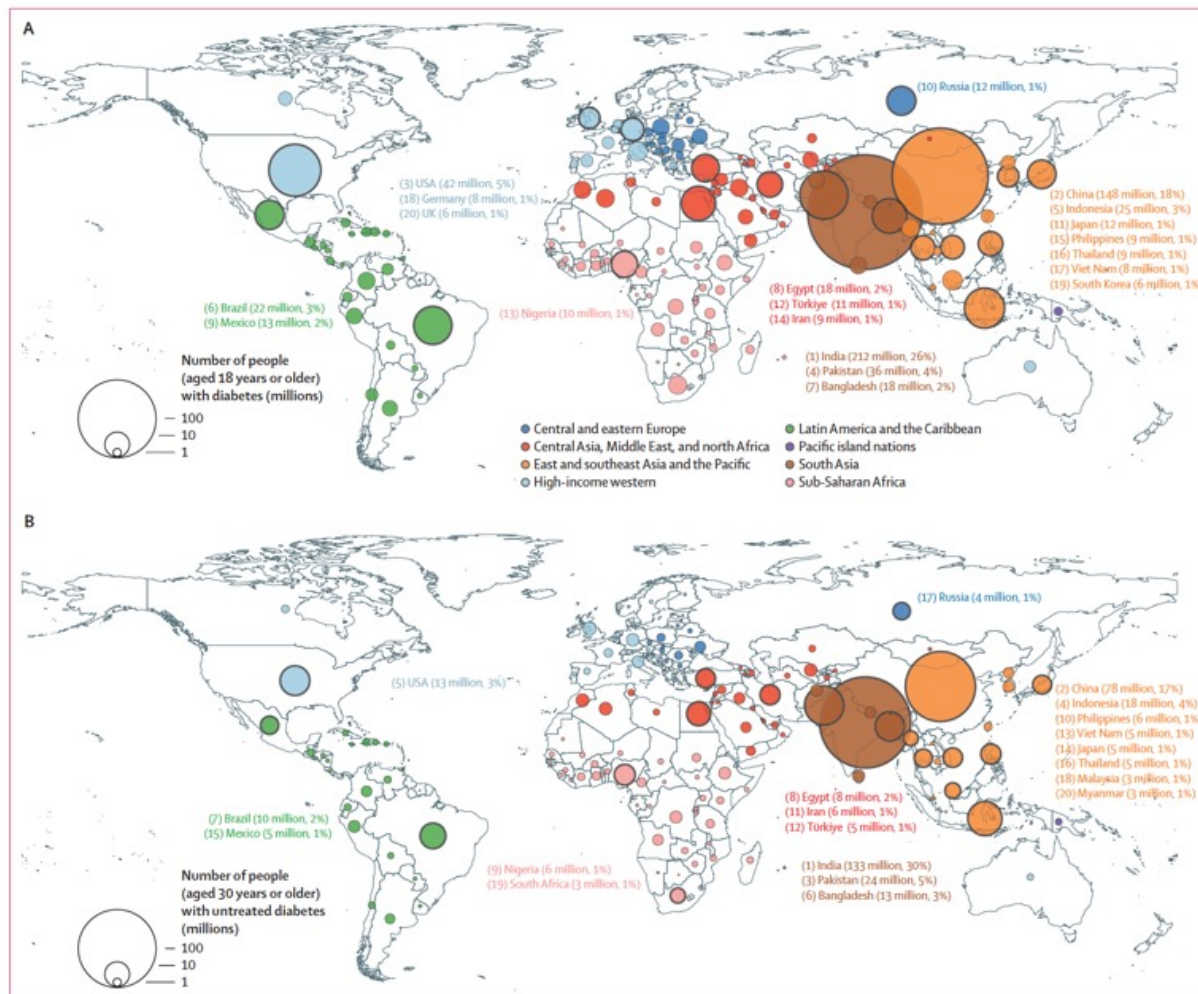 A
(10) Russia (12 million, 1%)
(3) USA (42 million, 5%)
(18) Germany (8 million, 1%)
(20) UK (6 million, 1%)
(2) China (148 million, 18%)
(5) Indonesia (25 million, 3%)
(11) Japan (12 million, 1%)
(15) Philippines (9 million, 1%)
(16) Thailand (9 million, 1%)
(17) Viet Nam (8 million, 1%)
(19) South Korea (6 million, 1%)
(6) Brazil (22 million, 3%)
(9) Mexico (13 million, 2%)
(13) Nigeria (10 million, 1%)
(8) Egypt (18 million, 2%)
(12) Türkiye (11 million, 1%)
(14) Iran (9 million, 1%)
(1) India (212 million, 26%)
(4) Pakistan (36 million, 4%)
(7) Bangladesh (18 million, 2%)
Number of people
(aged 18 years or older)
with diabetes (millions)
100
10
1
Central and eastern Europe
Central Asia, Middle East, and north Africa
East and southeast Asia and the Pacific
High-income western
Latin America and the Caribbean
Pacific island nations
South Asia
Sub-Saharan Africa
B
(17) Russia (4 million, 1%)
(5) USA (13 million, 3%)
(2) China (78 million, 17%)
(4) Indonesia (18 million, 4%)
(10) Philippines (6 million, 1%)
(13) Viet Nam (5 million, 1%)
(14) Japan (5 million, 1%)
(16) Thailand (5 million, 1%)
(18) Malaysia (3 million, 1%)
(20) Myanmar (3 million, 1%)
(7) Brazil (10 million, 2%)
(15) Mexico (5 million, 1%)
(8) Egypt (8 million, 2%)
(11) Iran (6 million, 1%)
(12) Türkiye (5 million, 1%)
(9) Nigeria (6 million, 1%)
(19) South Africa (3 million, 1%)
(1) India (133 million, 30%)
(3) Pakistan (24 million, 5%)
(6) Bangladesh (13 million, 3%)
Number of people
(aged 30 years or older)
with untreated diabetes
(millions)
100
10
1